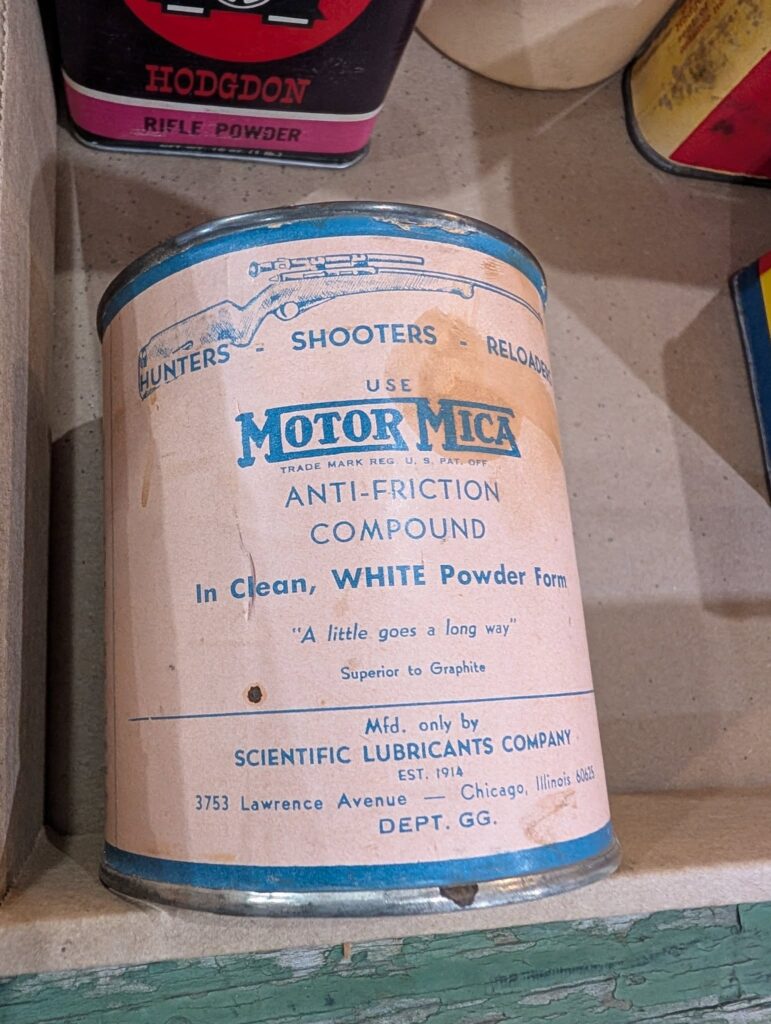 HODGDON
RIFLE POWDER
HUNTERS - SHOOTERS - RELOADERS
USE
MOTOR MICA
TRADE MARK REG. U. S. PAT. OFF.
ANTI-FRICTION
COMPOUND
In Clean, WHITE Powder Form
"A little goes a long way"
Superior to Graphite
Mfd. only by
SCIENTIFIC LUBRICANTS COMPANY
EST. 1914
3753 Lawrence Avenue — Chicago, Illinois 60625
DEPT. GG.